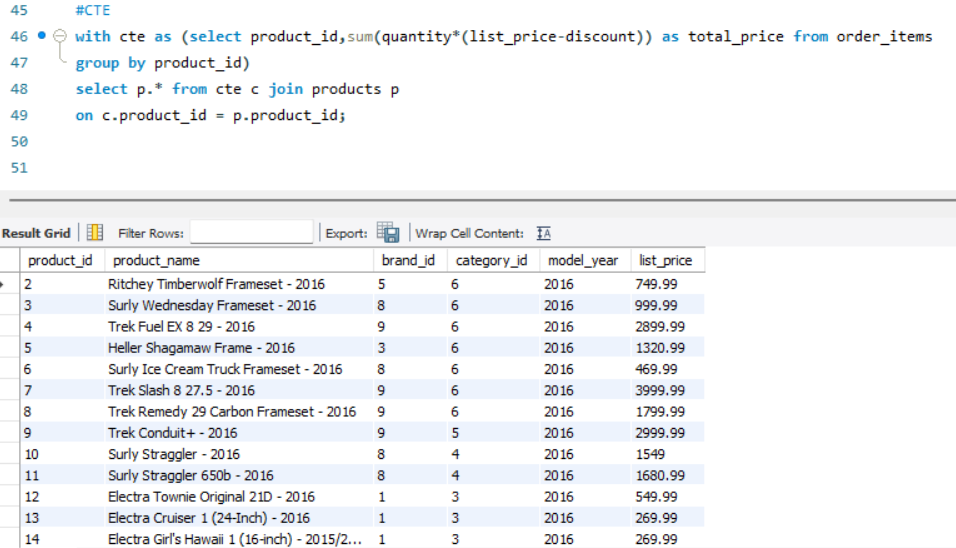 45 #CTE
46 with cte as (select product_id,sum(quantity*(list_price-discount)) as total_price from order_items
47 group by product_id)
48 select p.* from cte c join products p
49 on c.product_id = p.product_id;
50
51
Result Grid Filter Rows: Export: Wrap Cell Content: IA
product_id product_name brand_id category_id model_year list_price
2 Ritchey Timberwolf Frameset - 2016 5 6 2016 749.99
3 Surly Wednesday Frameset - 2016 8 6 2016 999.99
4 Trek Fuel EX 8 29 - 2016 9 6 2016 2899.99
5 Heller Shagamaw Frame - 2016 3 6 2016 1320.99
6 Surly Ice Cream Truck Frameset - 2016 8 6 2016 469.99
7 Trek Slash 8 27.5 - 2016 9 6 2016 3999.99
8 Trek Remedy 29 Carbon Frameset - 2016 9 6 2016 1799.99
9 Trek Conduit+ - 2016 9 5 2016 2999.99
10 Surly Straggler - 2016 8 4 2016 1549
11 Surly Straggler 650b - 2016 8 4 2016 1680.99
12 Electra Townie Original 21D - 2016 1 3 2016 549.99
13 Electra Cruiser 1 (24-Inch) - 2016 1 3 2016 269.99
14 Electra Girl's Hawaii 1 (16-inch) - 2015/2... 1 3 2016 269.99